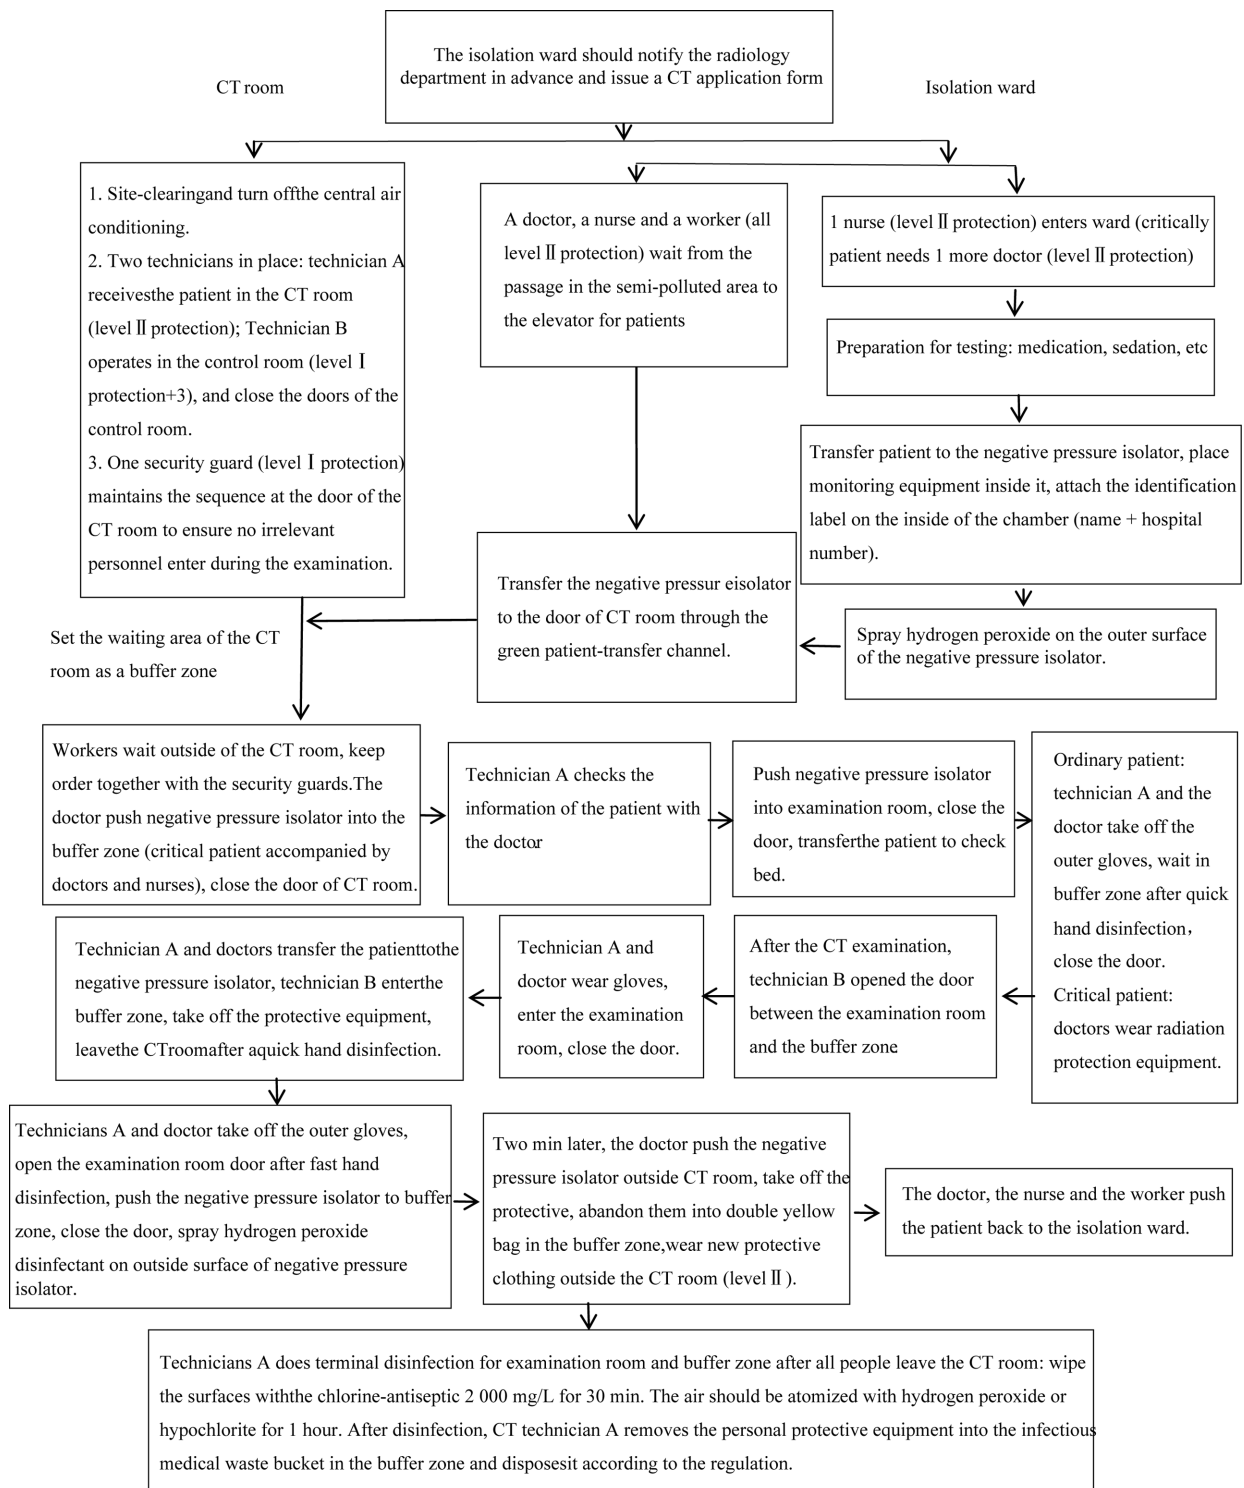 The isolation ward should notify the radiology
department in advance and issue a CT application form
CT room
Isolation ward
1. Site-clearingand turn offthe central air
conditioning.
2. Two technicians in place: technician A
receivesthe patient in the CT room
(level Ⅱ protection); Technician B
operates in the control room (level Ⅰ
protection+3), and close the doors of the
control room.
3. One security guard (level Ⅰ protection)
maintains the sequence at the door of the
CT room to ensure no irrelevant
personnel enter during the examination.
A doctor, a nurse and a worker (all
level Ⅱ protection) wait from the
passage in the semi-polluted area to
the elevator for patients
1 nurse (level Ⅱ protection) enters ward (critically
patient needs 1 more doctor (level Ⅱ protection)
Preparation for testing: medication, sedation, etc
Transfer patient to the negative pressure isolator, place
monitoring equipment inside it, attach the identification
label on the inside of the chamber (name + hospital
number).
Spray hydrogen peroxide on the outer surface
of the negative pressure isolator.
Transfer the negative pressur eisolator
to the door of CT room through the
green patient-transfer channel.
Set the waiting area of the CT
room as a buffer zone
Workers wait outside of the CT room, keep
order together with the security guards.The
doctor push negative pressure isolator into the
buffer zone (critical patient accompanied by
doctors and nurses), close the door of CT room.
Technician A checks the
information of the patient with
the doctor.
Push negative pressure isolator
into examination room, close the
door, transferthe patient to check
bed.
Ordinary patient:
technician A and the
doctor take off the
outer gloves, wait in
buffer zone after quick
hand disinfection，
close the door.
Critical patient:
doctors wear radiation
protection equipment.
After the CT examination,
technician B opened the door
between the examination room
and the buffer zone.
Technician A and
doctor wear gloves,
enter the examination
room, close the door.
Technician A and doctors transfer the patienttothe
negative pressure isolator, technician B enterthe
buffer zone, take off the protective equipment,
leavethe CTroomafter aquick hand disinfection.
Technicians A and doctor take off the outer gloves,
open the examination room door after fast hand
disinfection, push the negative pressure isolator to buffer
zone, close the door, spray hydrogen peroxide
disinfectant on outside surface of negative pressure
isolator.
Two min later, the doctor push the negative
pressure isolator outside CT room, take off the
protective, abandon them into double yellow
bag in the buffer zone,wear new protective
clothing outside the CT room (level Ⅱ).
The doctor, the nurse and the worker push
the patient back to the isolation ward.
Technicians A does terminal disinfection for examination room and buffer zone after all people leave the CT room: wipe
the surfaces withthe chlorine-antiseptic 2 000 mg/L for 30 min. The air should be atomized with hydrogen peroxide or
hypochlorite for 1 hour. After disinfection, CT technician A removes the personal protective equipment into the infectious
medical waste bucket in the buffer zone and disposesit according to the regulation.